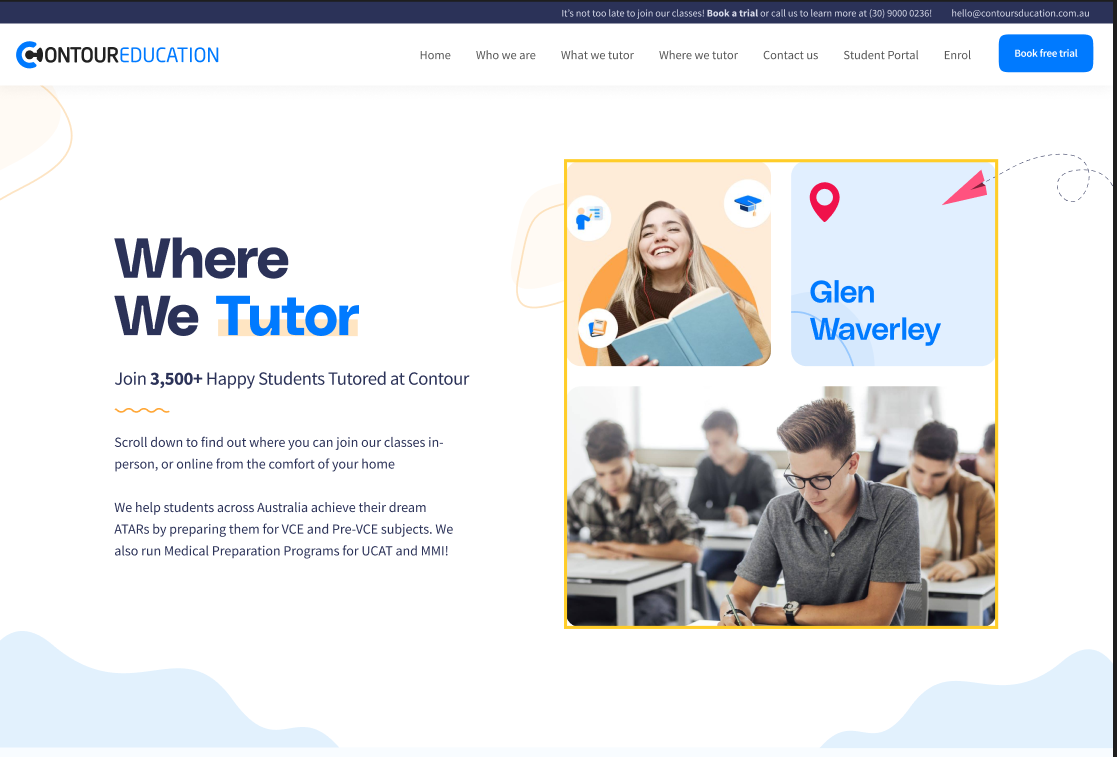 It's not too late to join our classes! Book a trial or call us to learn more at (30) 9000 0236! hello@contoursducation.com.au
CONTOUREDUCATION
Home Who we are What we tutor Where we tutor Contact us Student Portal Enrol Book free trial
Where
We Tutor
Join 3,500+ Happy Students Tutored at Contour
Scroll down to find out where you can join our classes in-
person, or online from the comfort of your home
We help students across Australia achieve their dream
ATARs by preparing them for VCE and Pre-VCE subjects. We
also run Medical Preparation Programs for UCAT and MMI!
Glen
Waverley